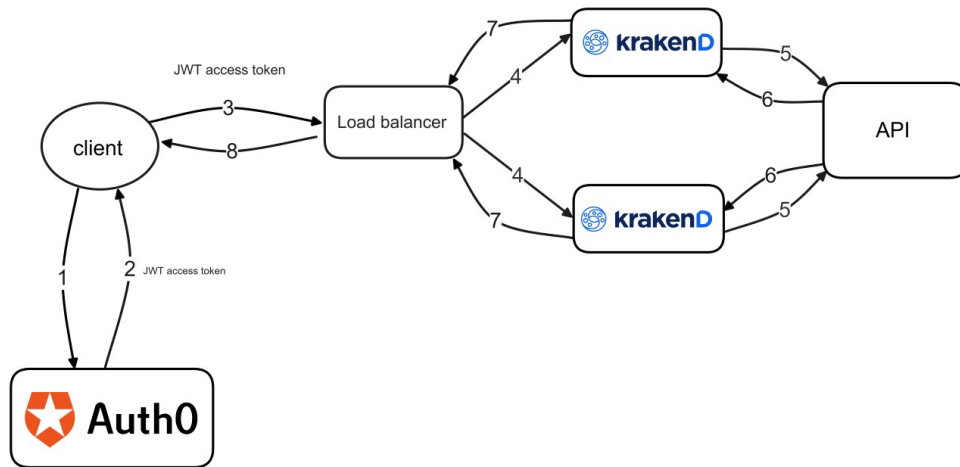 7
krakenD
5
JWT access token
4
6
3
Load balancer
API
client
8
4
6
7
krakenD
5
1
2
JWT access token
Auth0